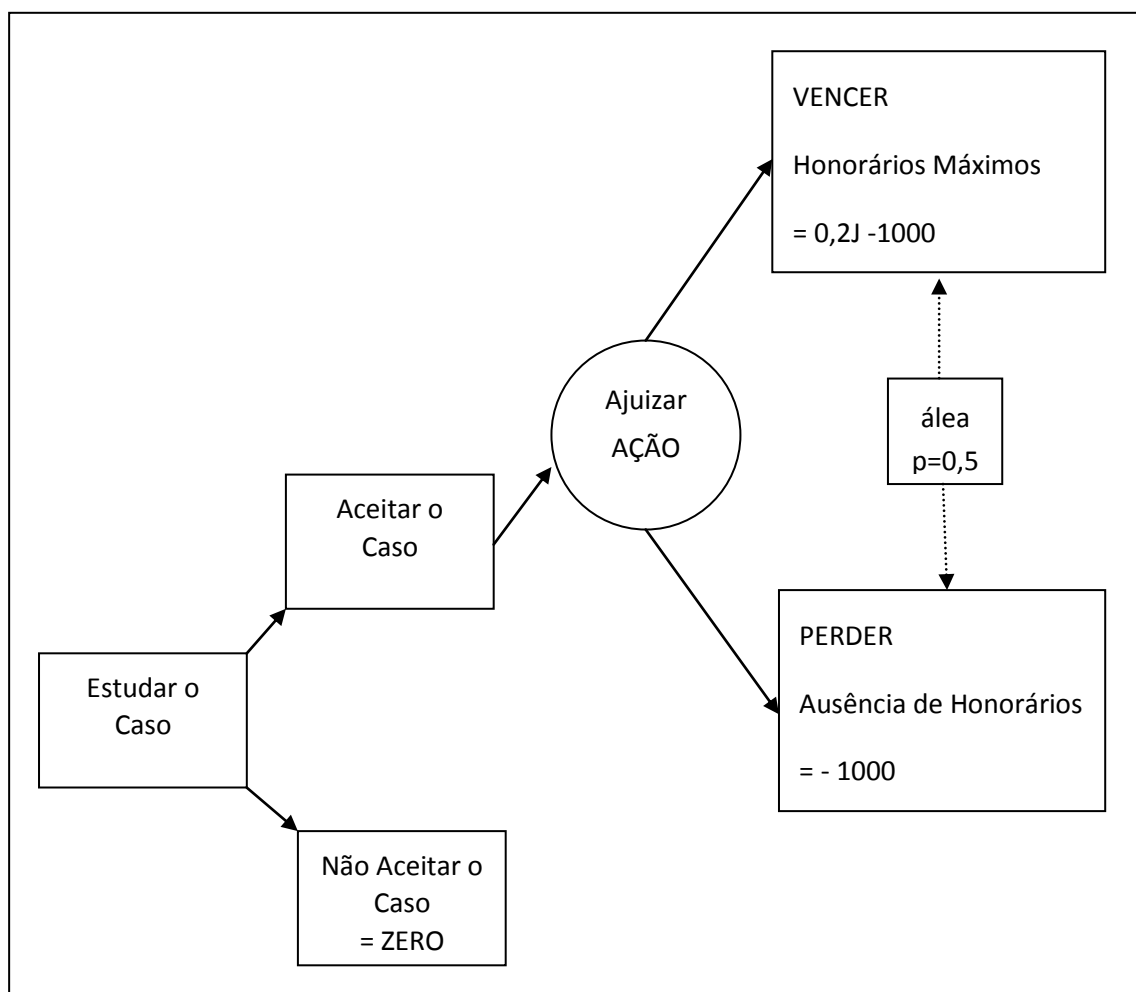 VENCER
Honorários Máximos
= 0,2J -1000
Ajuizar
AÇÃO
álea
p=0,5
Aceitar o
Caso
PERDER
Ausência de Honorários
= - 1000
Estudar o
Caso
Não Aceitar o
Caso
= ZERO